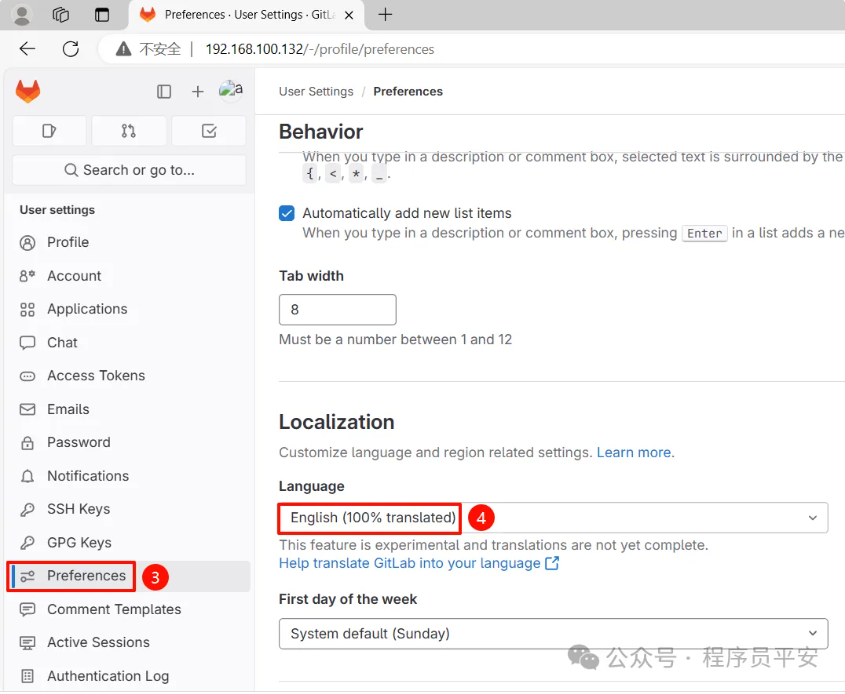 Preferences · User Settings · GitLa
不安全 | 192.168.100.132/-/profile/preferences
a
User Settings / Preferences
Search or go to...
User settings
Profile
Account
Applications
Chat
Access Tokens
Emails
Password
Notifications
SSH Keys
GPG Keys
Preferences 3
Comment Templates
Active Sessions
Authentication Log
Behavior
When you type in a description or comment box, selected text is surrounded by the
{ , < , * , _ .
Automatically add new list items
When you type in a description or comment box, pressing Enter in a list adds a ne
Tab width
8
Must be a number between 1 and 12
Localization
Customize language and region related settings. Learn more.
Language
English (100% translated) 4
This feature is experimental and translations are not yet complete.
Help translate GitLab into your language
First day of the week
System default (Sunday)
公众号 · 程序员平安